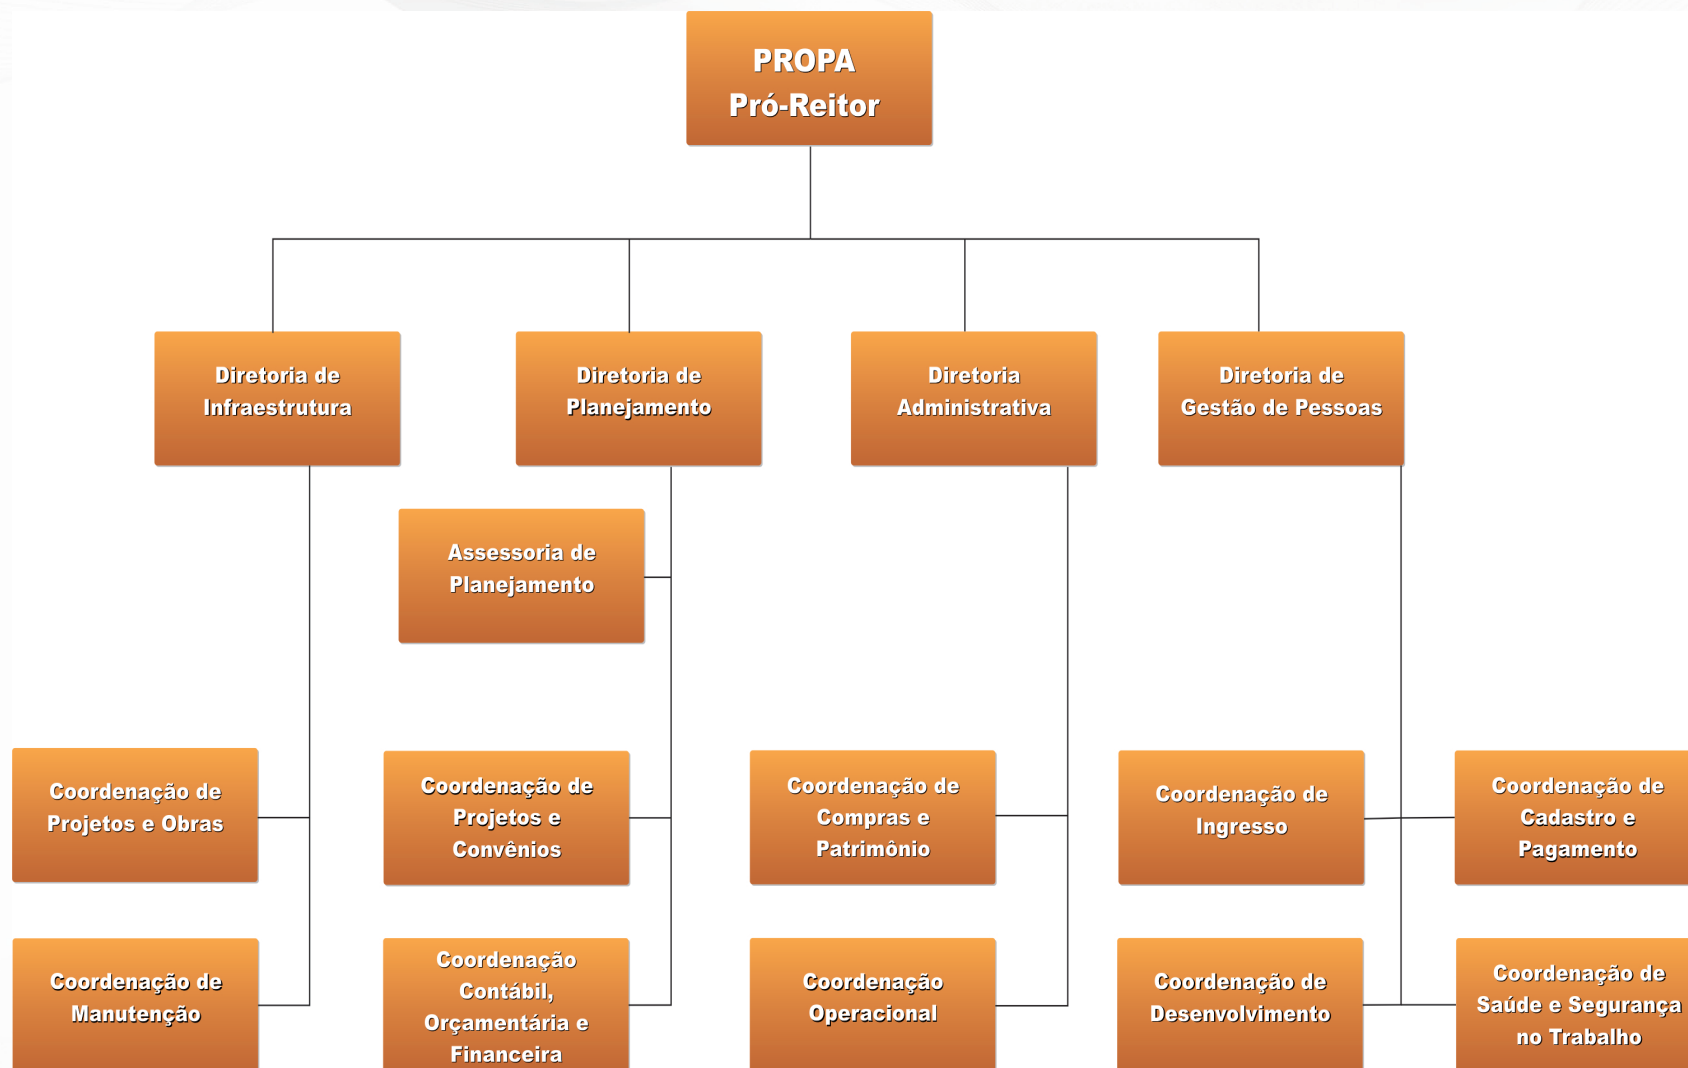 PROPA
Pró-Reitor
Diretoria de
Infraestrutura
Diretoria de
Planejamento
Diretoria
Administrativa
Diretoria de
Gestão de Pessoas
Assessoria de
Planejamento
Coordenação de
Projetos e Obras
Coordenação de
Projetos e
Convênios
Coordenação de
Compras e
Patrimônio
Coordenação de
Ingresso
Coordenação de
Cadastro e
Pagamento
Coordenação de
Manutenção
Coordenação
Contábil,
Orçamentária e
Financeira
Coordenação
Operacional
Coordenação de
Desenvolvimento
Coordenação de
Saúde e Segurança
no Trabalho